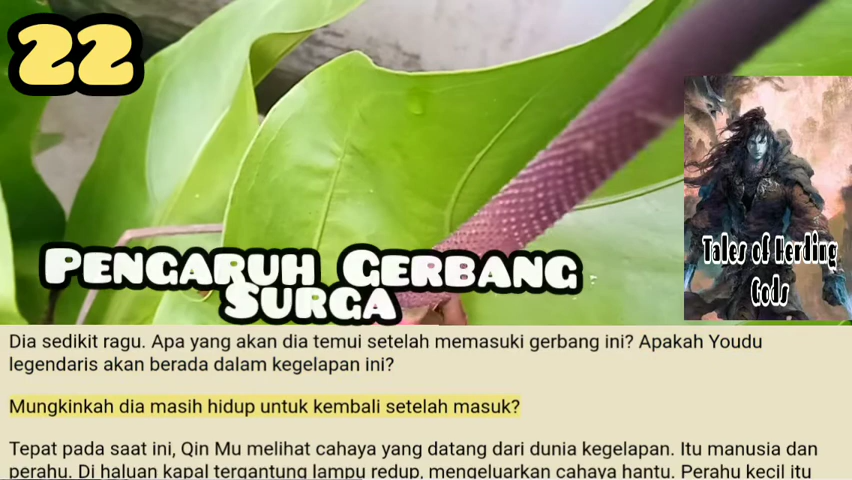 22
PENGARUH GERBANG
SURGA
Tales of Herding
Gods
Dia sedikit ragu. Apa yang akan dia temui setelah memasuki gerbang ini? Apakah Youdu
legendaris akan berada dalam kegelapan ini?
Mungkinkah dia masih hidup untuk kembali setelah masuk?
Tepat pada saat ini, Qin Mu melihat cahaya yang datang dari dunia kegelapan. Itu manusia dan
perahu. Di haluan kapal tergantung lampu redup, mengeluarkan cahaya hantu. Perahu kecil itu